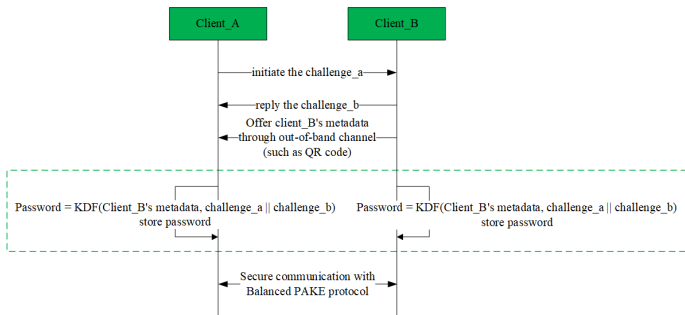 Client_A
Client_B
initiate the challenge_a
reply the challenge_b
Offer client_B's metadata
through out-of-band channel
(such as QR code)
Password = KDF(Client_B's metadata, challenge_a || challenge_b)
store password
Password = KDF(Client_B's metadata, challenge_a || challenge_b)
store password
Secure communication with
Balanced PAKE protocol